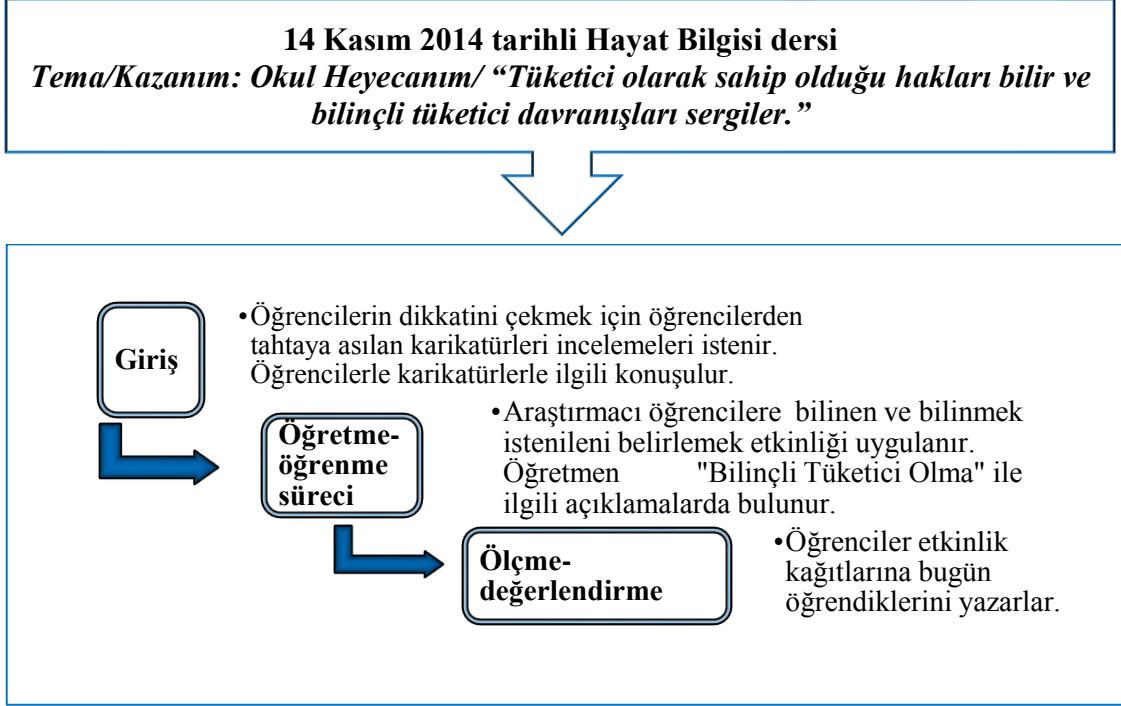 14 Kasım 2014 tarihli Hayat Bilgisi dersi
Tema/Kazanım: Okul Heyecanım/ “Tüketici olarak sahip olduğu hakları bilir ve
bilinçli tüketici davranışları sergiler.”
Giriş
•Öğrencilerin dikkatini çekmek için öğrencilerden
tahtaya asılan karikatürleri incelemeleri istenir.
Öğrencilerle karikatürlerle ilgili konuşulur.
Öğretme-
öğrenme
süreci
•Araştırmacı öğrencilere bilinen ve bilinmek
istenileni belirlemek etkinliği uygulanır.
Öğretmen "Bilinçli Tüketici Olma" ile
ilgili açıklamalarda bulunur.
Ölçme-
değerlendirme
•Öğrenciler etkinlik
kağıtlarına bugün
öğrendiklerini yazarlar.